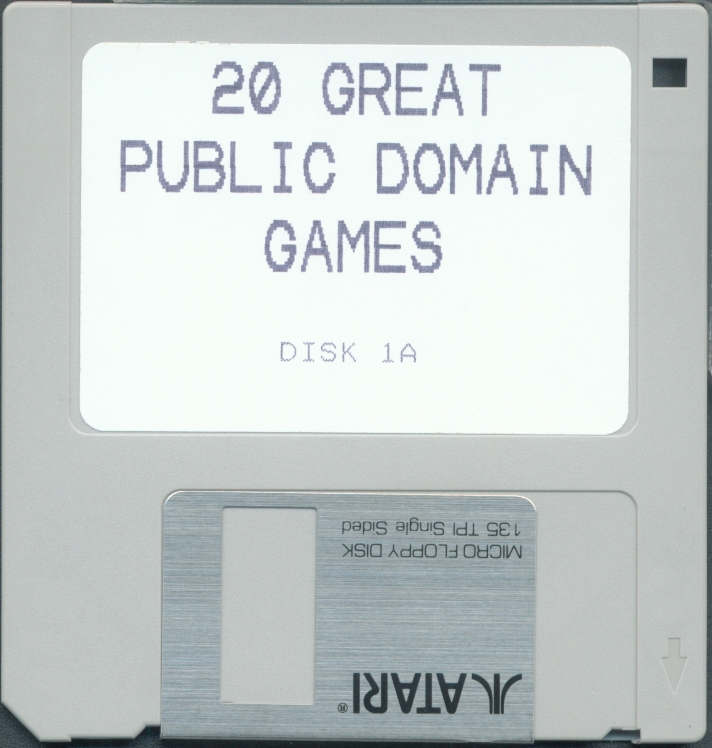 20 GREAT
PUBLIC DOMAIN
GAMES
DISK 1A
ATARI®
MICRO FLOPPY DISK
135 TPI Single Sided